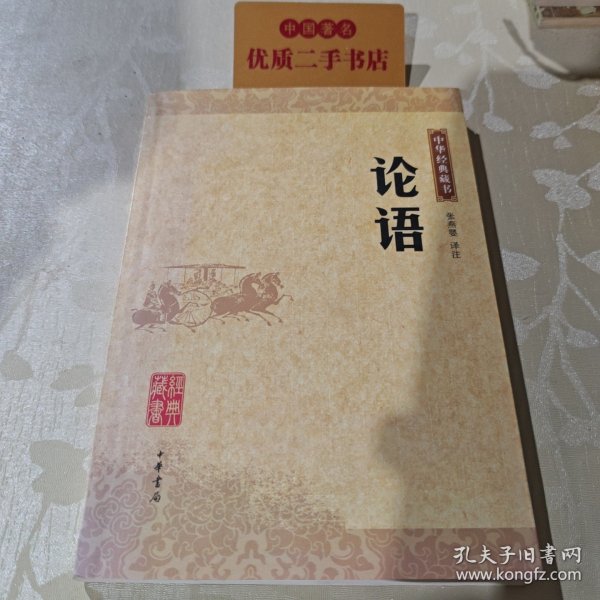 中国著名
优质二手书店
中华经典藏书
论语
张燕婴 译注
經典
藏書
中华书局
孔夫子旧书网
www.kongfz.com